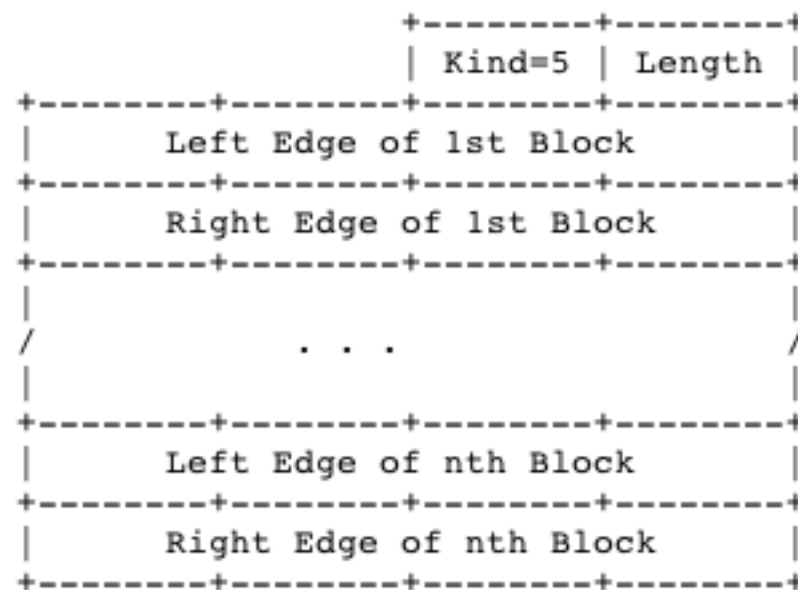 Kind=5 Length
Left Edge of 1st Block
Right Edge of 1st Block
. . .
Left Edge of nth Block
Right Edge of nth Block